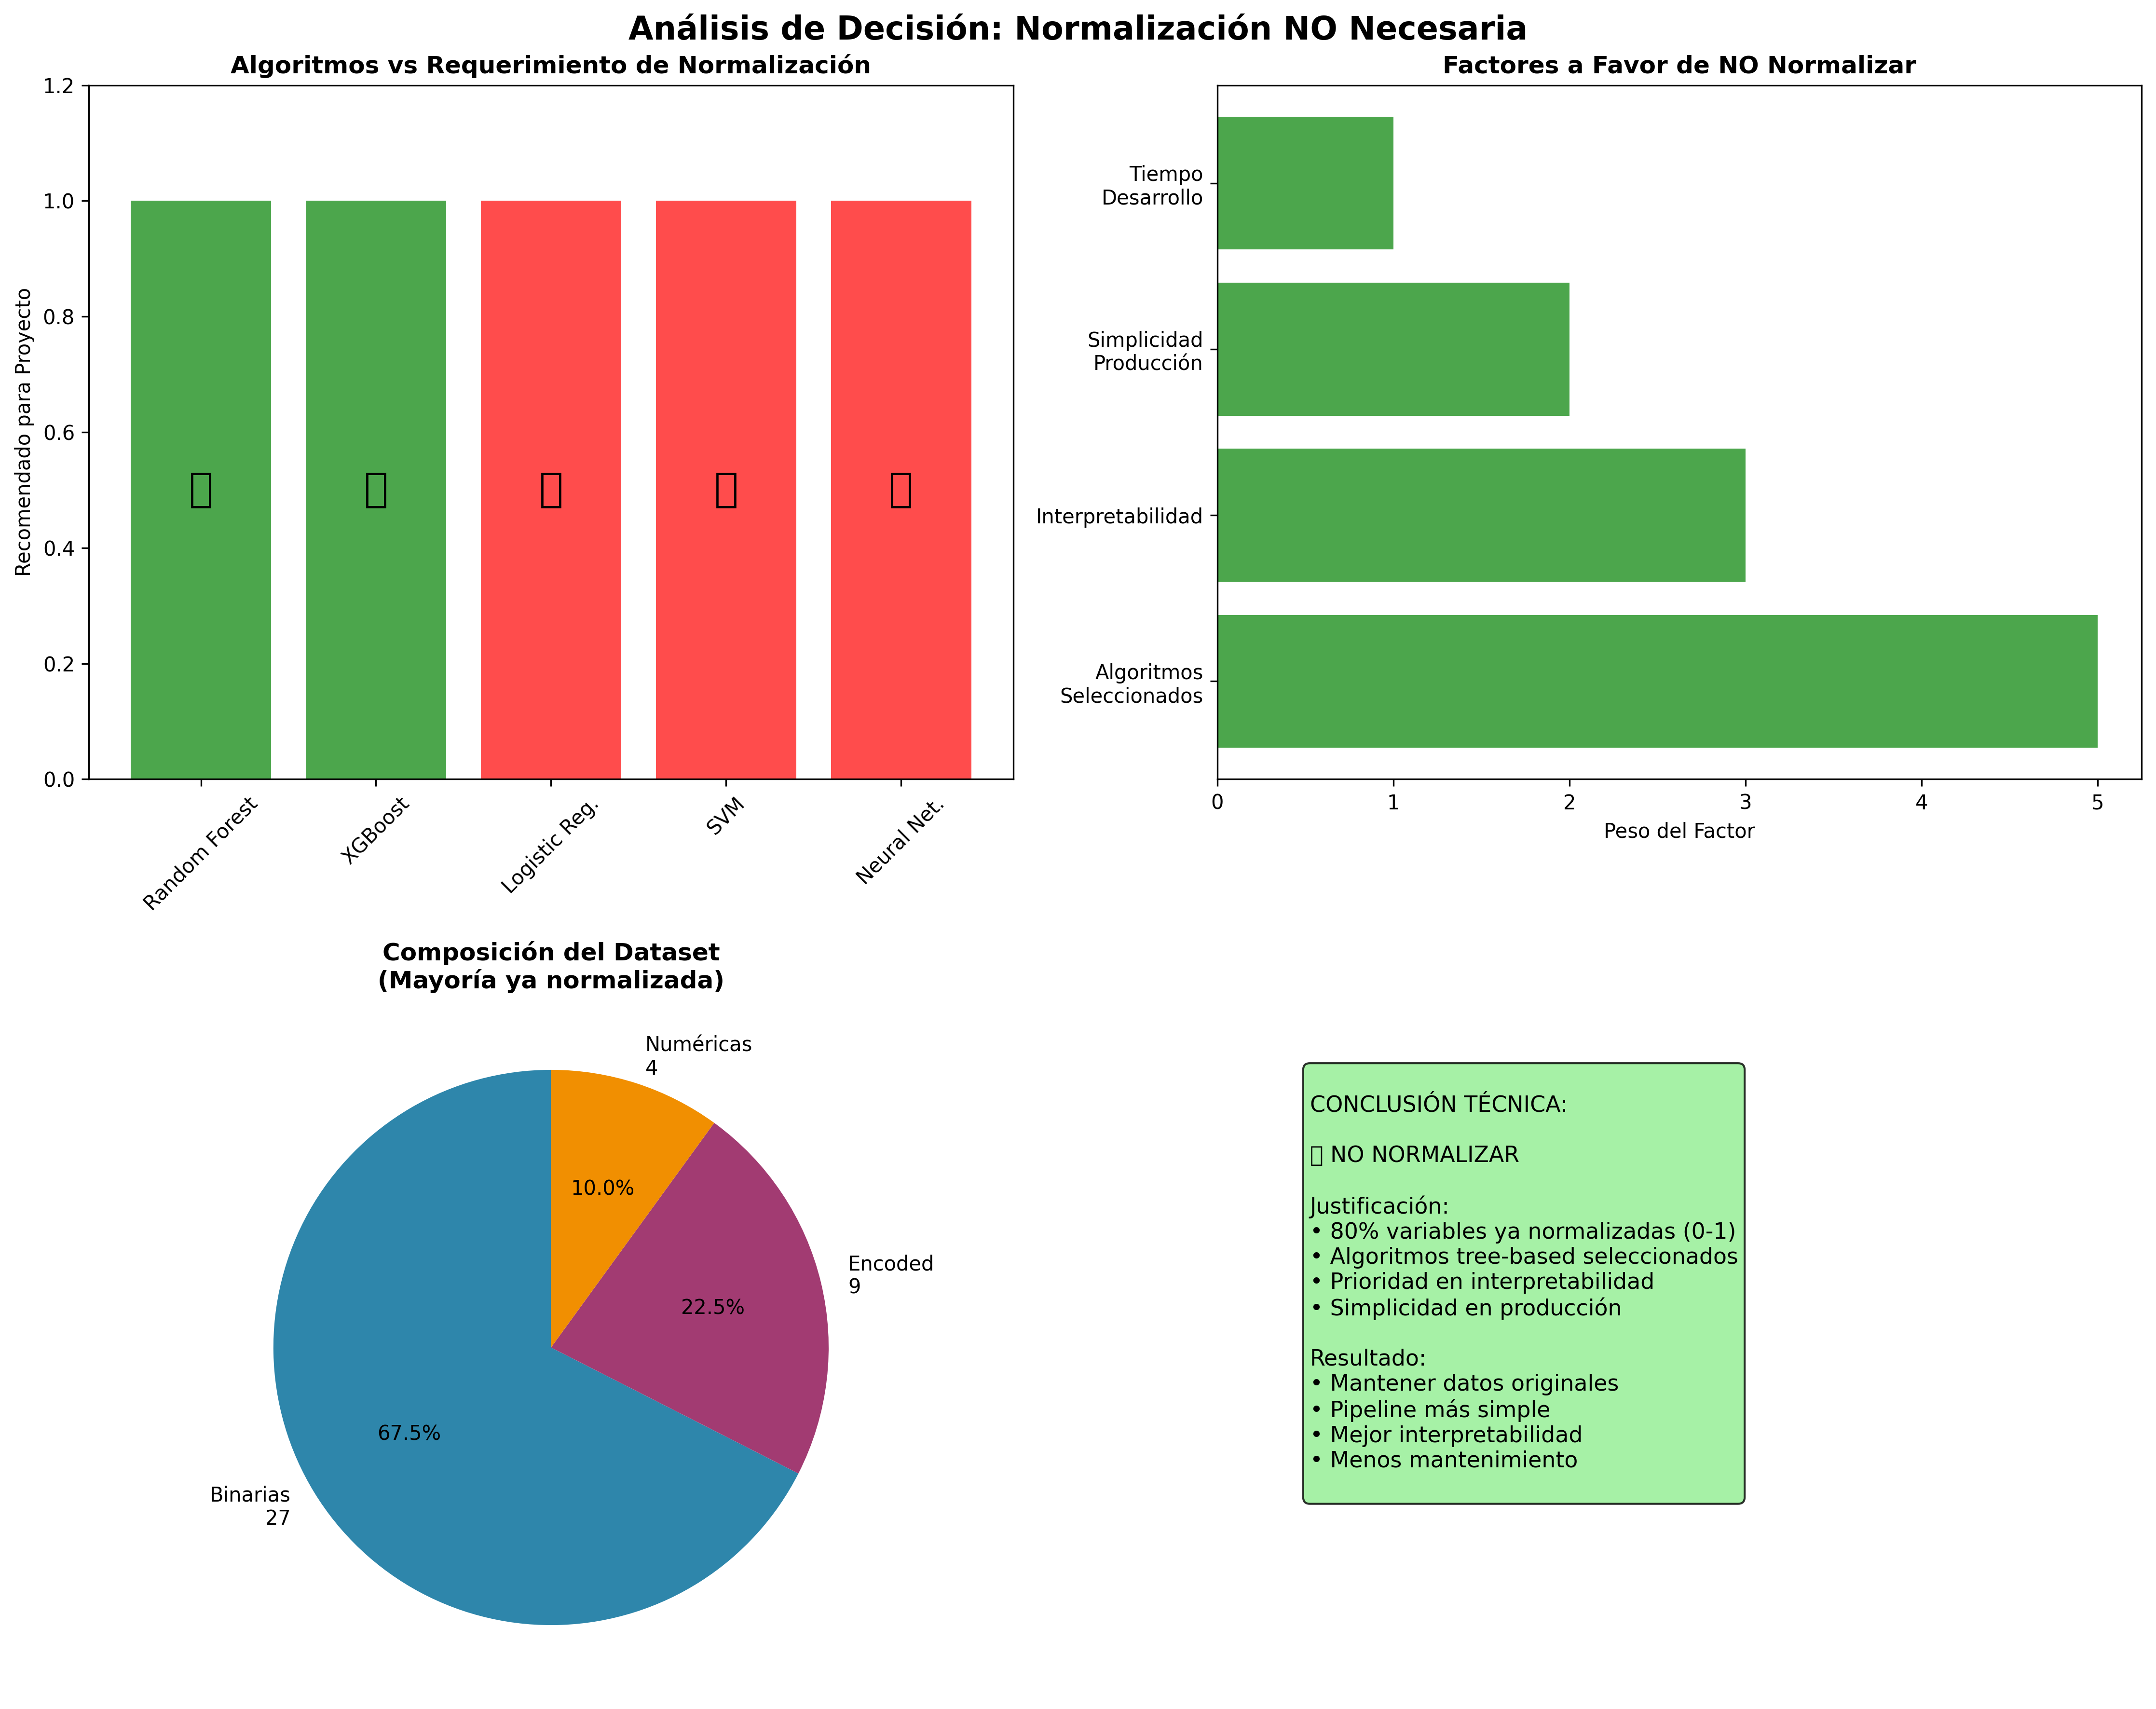 Análisis de Decisión: Normalización NO Necesaria
Algoritmos vs Requerimiento de Normalización
Recomendado para Proyecto
1.2
1.0
0.8
0.6
0.4
0.2
0.0
Random Forest
XGBoost
Logistic Reg.
SVM
Neural Net.
Factores a Favor de NO Normalizar
Tiempo
Desarrollo
Simplicidad
Producción
Interpretabilidad
Algoritmos
Seleccionados
0
1
2
3
4
5
Peso del Factor
Composición del Dataset
(Mayoría ya normalizada)
Numéricas
4
10.0%
Encoded
9
22.5%
67.5%
Binarias
27
CONCLUSIÓN TÉCNICA:
NO NORMALIZAR
Justificación:
• 80% variables ya normalizadas (0-1)
• Algoritmos tree-based seleccionados
• Prioridad en interpretabilidad
• Simplicidad en producción
Resultado:
• Mantener datos originales
• Pipeline más simple
• Mejor interpretabilidad
• Menos mantenimiento